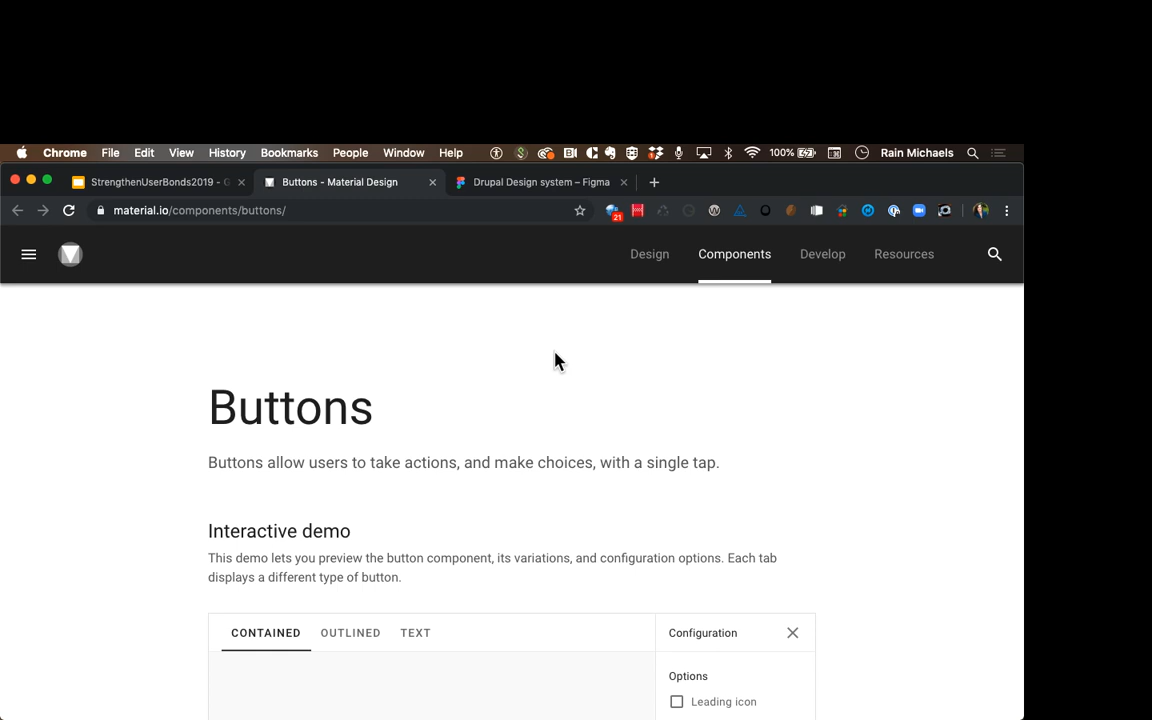 Chrome File Edit View History Bookmarks People Window Help 100% Rain Michaels
StrengthenUserBonds2019 - G Buttons - Material Design Drupal Design system – Figma
material.io/components/buttons/ 21
Design Components Develop Resources
Buttons
Buttons allow users to take actions, and make choices, with a single tap.
Interactive demo
This demo lets you preview the button component, its variations, and configuration options. Each tab
displays a different type of button.
CONTAINED OUTLINED TEXT Configuration
Options
Leading icon